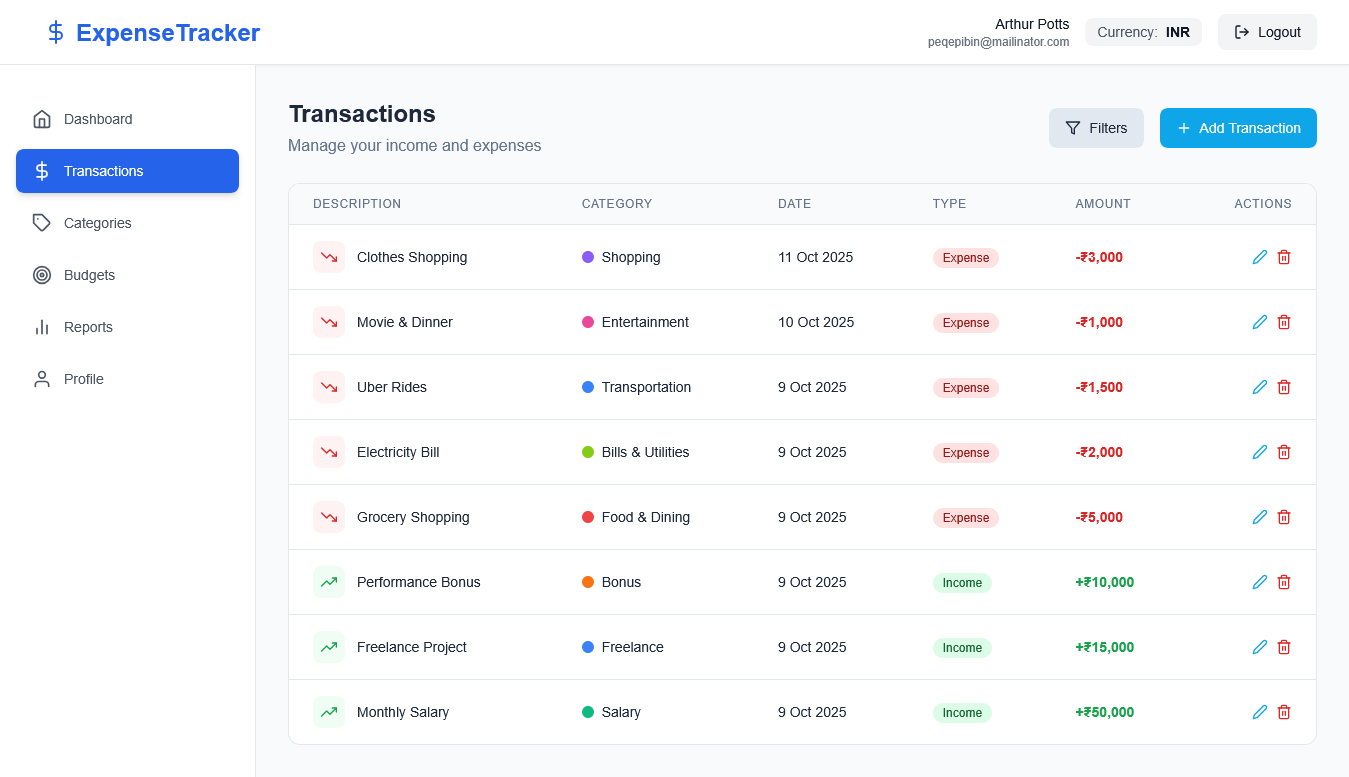 ExpenseTracker
Arthur Potts
peqepibin@mailinator.com
Currency: INR
Logout
Dashboard
Transactions
Categories
Budgets
Reports
Profile
Transactions
Manage your income and expenses
Filters
Add Transaction
DESCRIPTION CATEGORY DATE TYPE AMOUNT ACTIONS
Clothes Shopping Shopping 11 Oct 2025 Expense -₹3,000
Movie & Dinner Entertainment 10 Oct 2025 Expense -₹1,000
Uber Rides Transportation 9 Oct 2025 Expense -₹1,500
Electricity Bill Bills & Utilities 9 Oct 2025 Expense -₹2,000
Grocery Shopping Food & Dining 9 Oct 2025 Expense -₹5,000
Performance Bonus Bonus 9 Oct 2025 Income +₹10,000
Freelance Project Freelance 9 Oct 2025 Income +₹15,000
Monthly Salary Salary 9 Oct 2025 Income +₹50,000